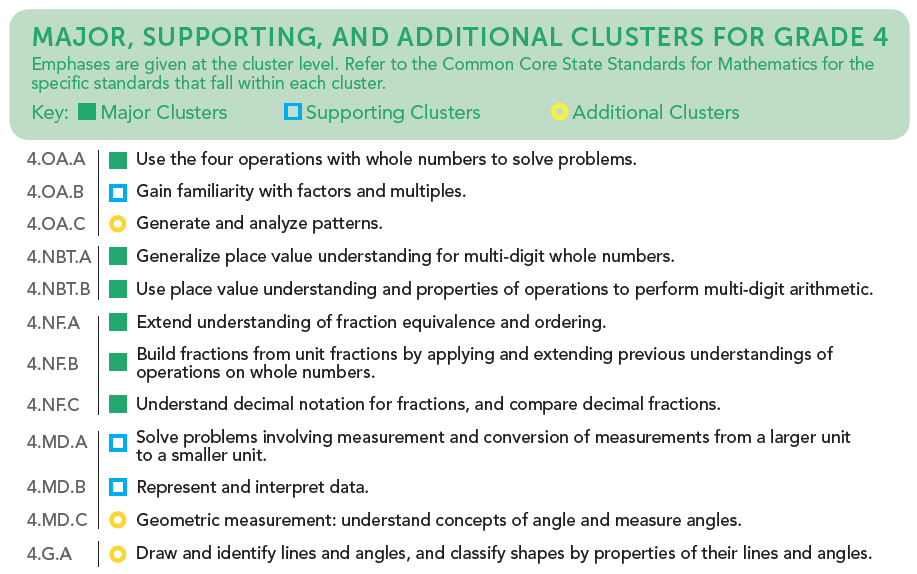 MAJOR, SUPPORTING, AND ADDITIONAL CLUSTERS FOR GRADE 4
Emphases are given at the cluster level. Refer to the Common Core State Standards for Mathematics for the
specific standards that fall within each cluster.
Key: Major Clusters Supporting Clusters Additional Clusters
4.OA.A Use the four operations with whole numbers to solve problems.
4.OA.B Gain familiarity with factors and multiples.
4.OA.C Generate and analyze patterns.
4.NBT.A Generalize place value understanding for multi-digit whole numbers.
4.NBT.B Use place value understanding and properties of operations to perform multi-digit arithmetic.
4.NF.A Extend understanding of fraction equivalence and ordering.
4.NF.B Build fractions from unit fractions by applying and extending previous understandings of
operations on whole numbers.
4.NF.C Understand decimal notation for fractions, and compare decimal fractions.
4.MD.A Solve problems involving measurement and conversion of measurements from a larger unit
to a smaller unit.
4.MD.B Represent and interpret data.
4.MD.C Geometric measurement: understand concepts of angle and measure angles.
4.G.A Draw and identify lines and angles, and classify shapes by properties of their lines and angles.